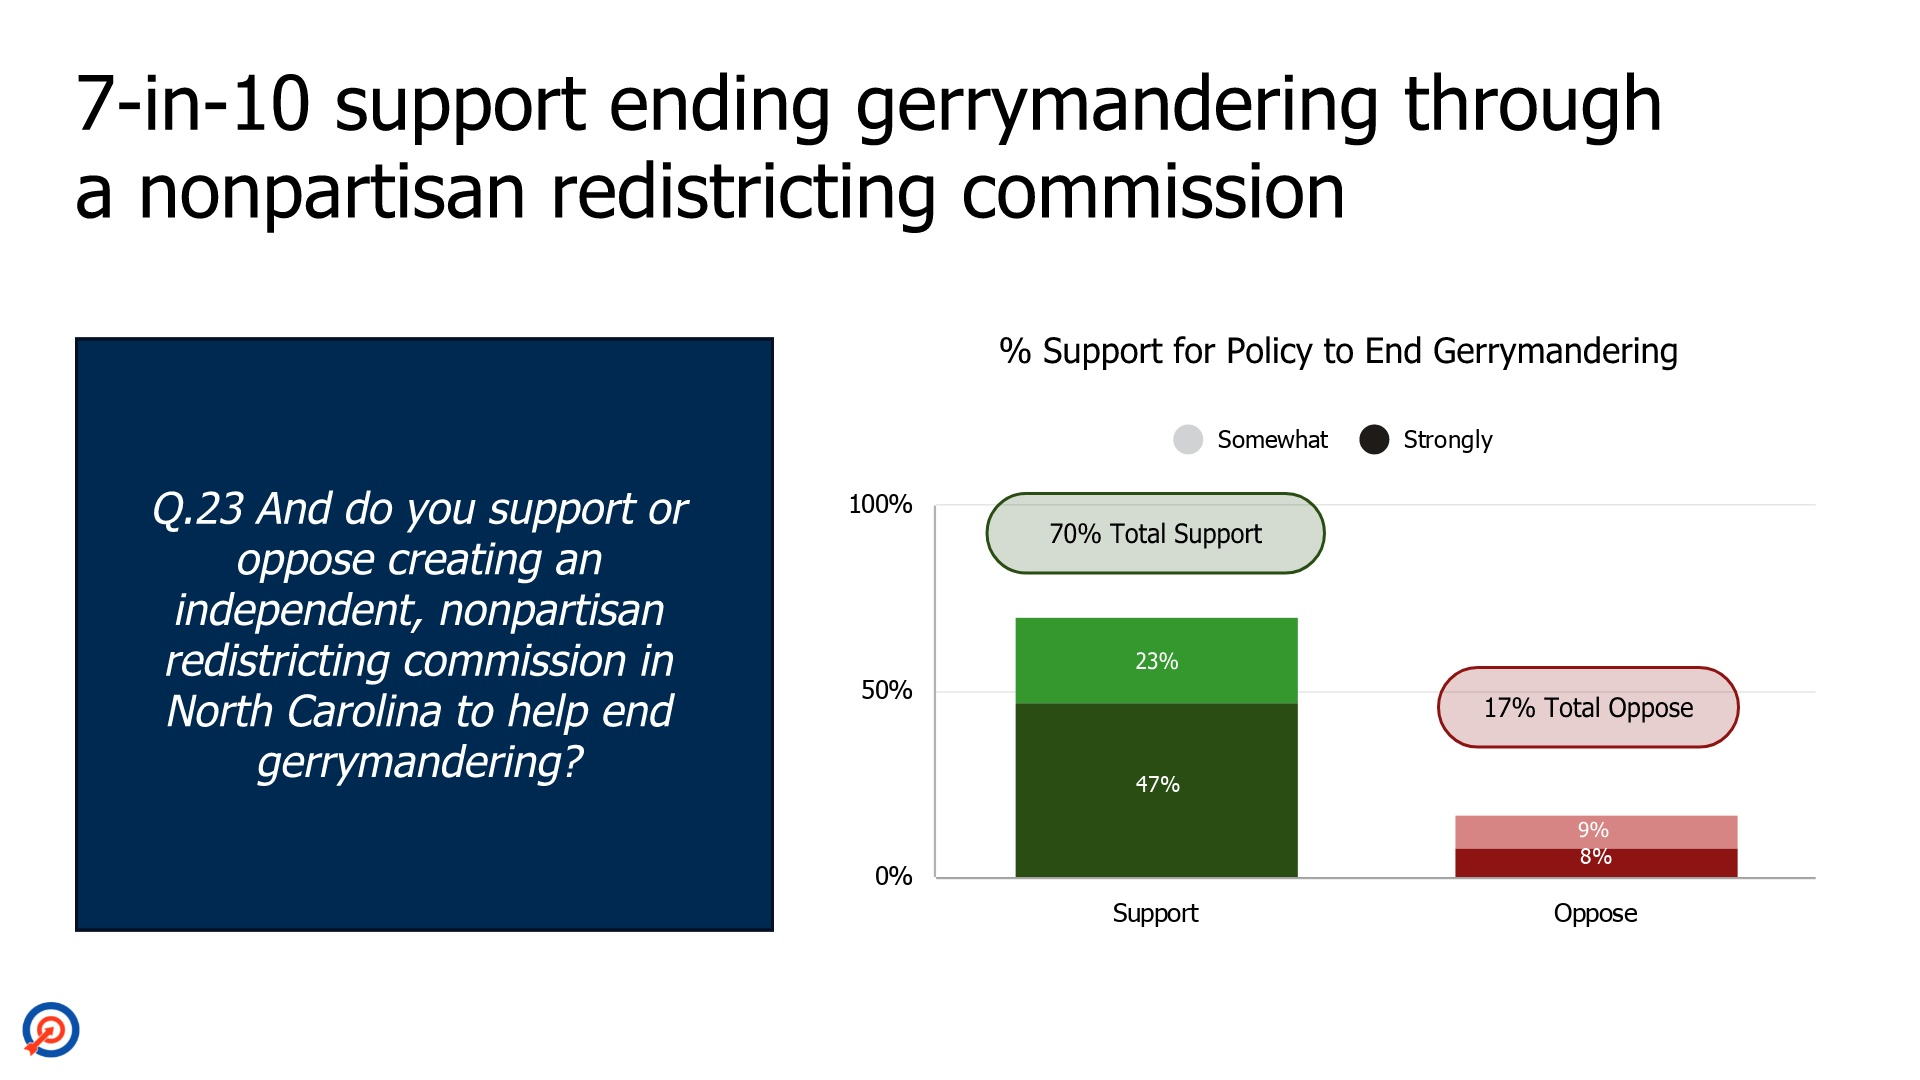 7-in-10 support ending gerrymandering through
a nonpartisan redistricting commission
Q.23 And do you support or
oppose creating an
independent, nonpartisan
redistricting commission in
North Carolina to help end
gerrymandering?
% Support for Policy to End Gerrymandering
Somewhat Strongly
100%
70% Total Support
23%
50%
17% Total Oppose
47%
9%
8%
0%
Support Oppose